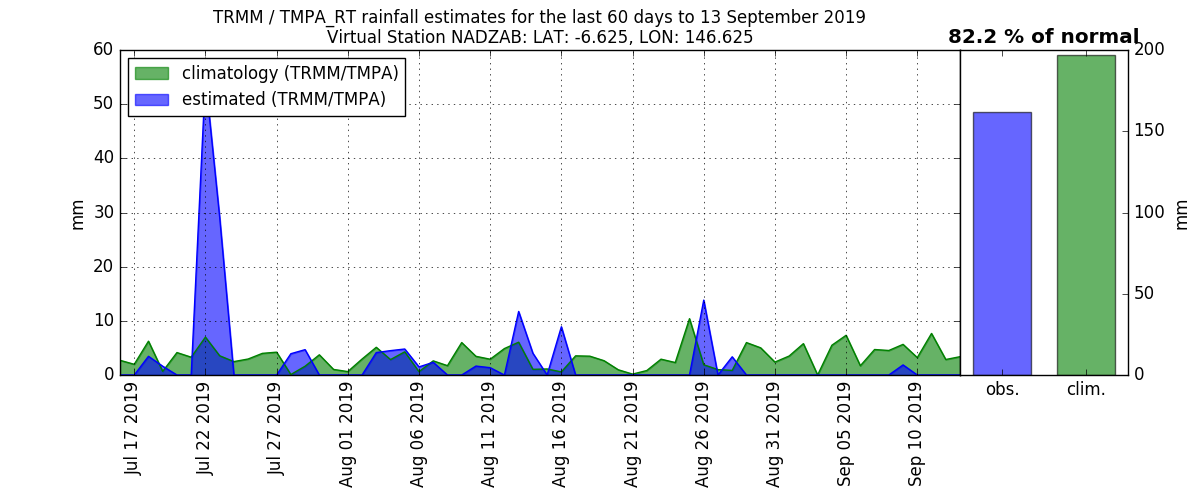 TRMM / TMPA_RT rainfall estimates for the last 60 days to 13 September 2019
Virtual Station NADZAB: LAT: -6.625, LON: 146.625
82.2 % of normal
climatology (TRMM/TMPA)
estimated (TRMM/TMPA)
mm
60
50
40
30
20
10
0
Jul 17 2019
Jul 22 2019
Jul 27 2019
Aug 01 2019
Aug 06 2019
Aug 11 2019
Aug 16 2019
Aug 21 2019
Aug 26 2019
Aug 31 2019
Sep 05 2019
Sep 10 2019
obs.
clim.
200
150
100
50
0
mm